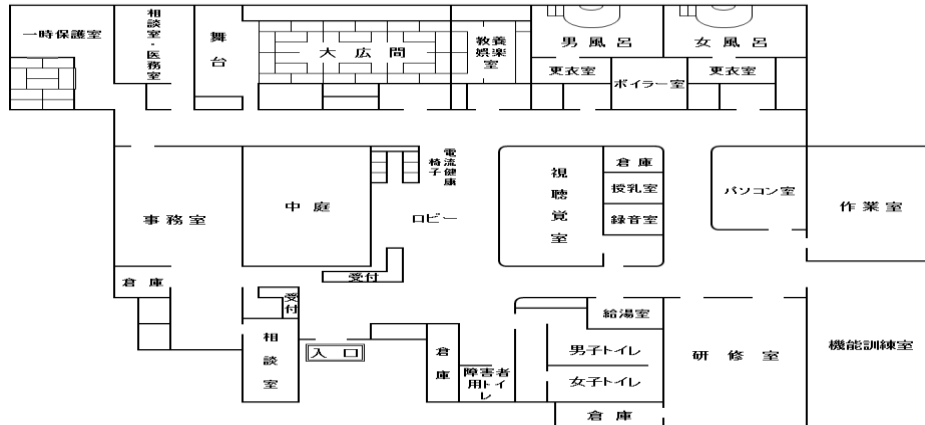 一時保護室
相談室・医務室
舞台
大広間
教養
娯楽
室
男風呂
女風呂
更衣室
ボイラー室
更衣室
電流健康
椅子
倉庫
授乳室
録音室
視聴覚室
パソコン室
作業室
事務室
中庭
ロビー
受付
倉庫
受付
相談室
入口
倉庫
障害者
用トイ
レ
給湯室
男子トイレ
女子トイレ
倉庫
研修室
機能訓練室